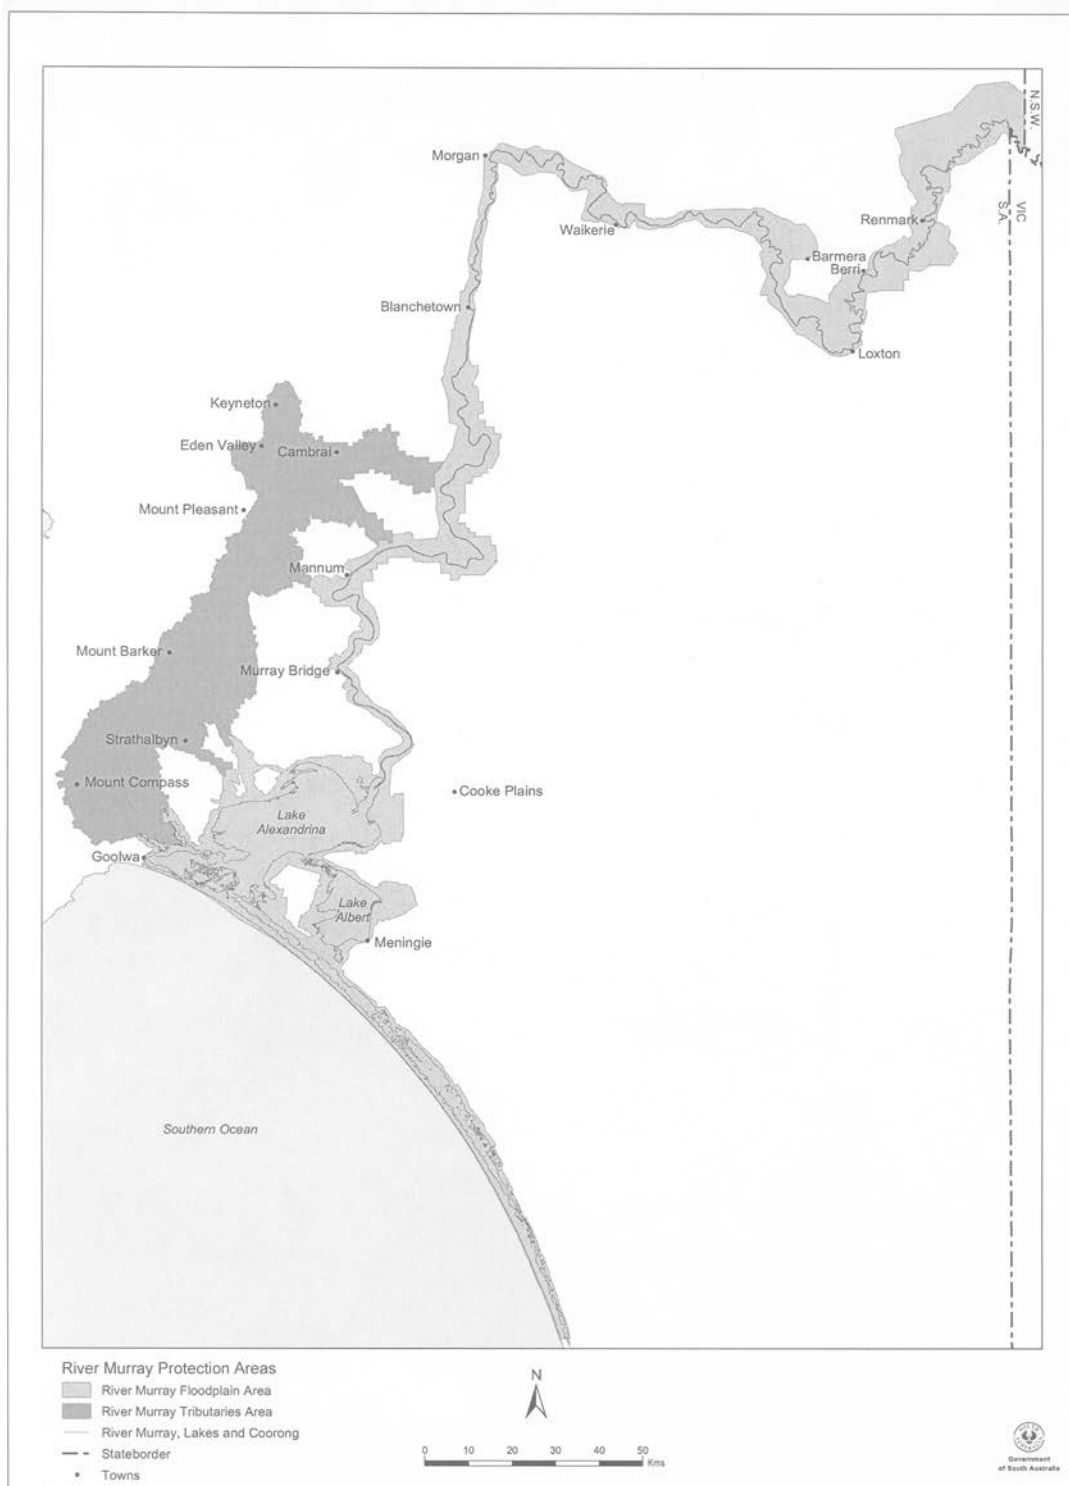 N.S.W.
VIC
S.A.
Morgan
Waikerie
Renmark
Barmera
Berri
Blanchetown
Loxton
Keyneton
Eden Valley
Cambrai
Mount Pleasant
Mannum
Mount Barker
Murray Bridge
Strathalbyn
Mount Compass
Cooke Plains
Lake
Alexandrina
Goolwa
Lake
Albert
Meningie
Southern Ocean
River Murray Protection Areas
River Murray Floodplain Area
River Murray Tributaries Area
River Murray, Lakes and Coorong
Stateborder
Towns
N
0 10 20 30 40 50
Kms
SOUTH
AUSTRALIA
Government
of South Australia